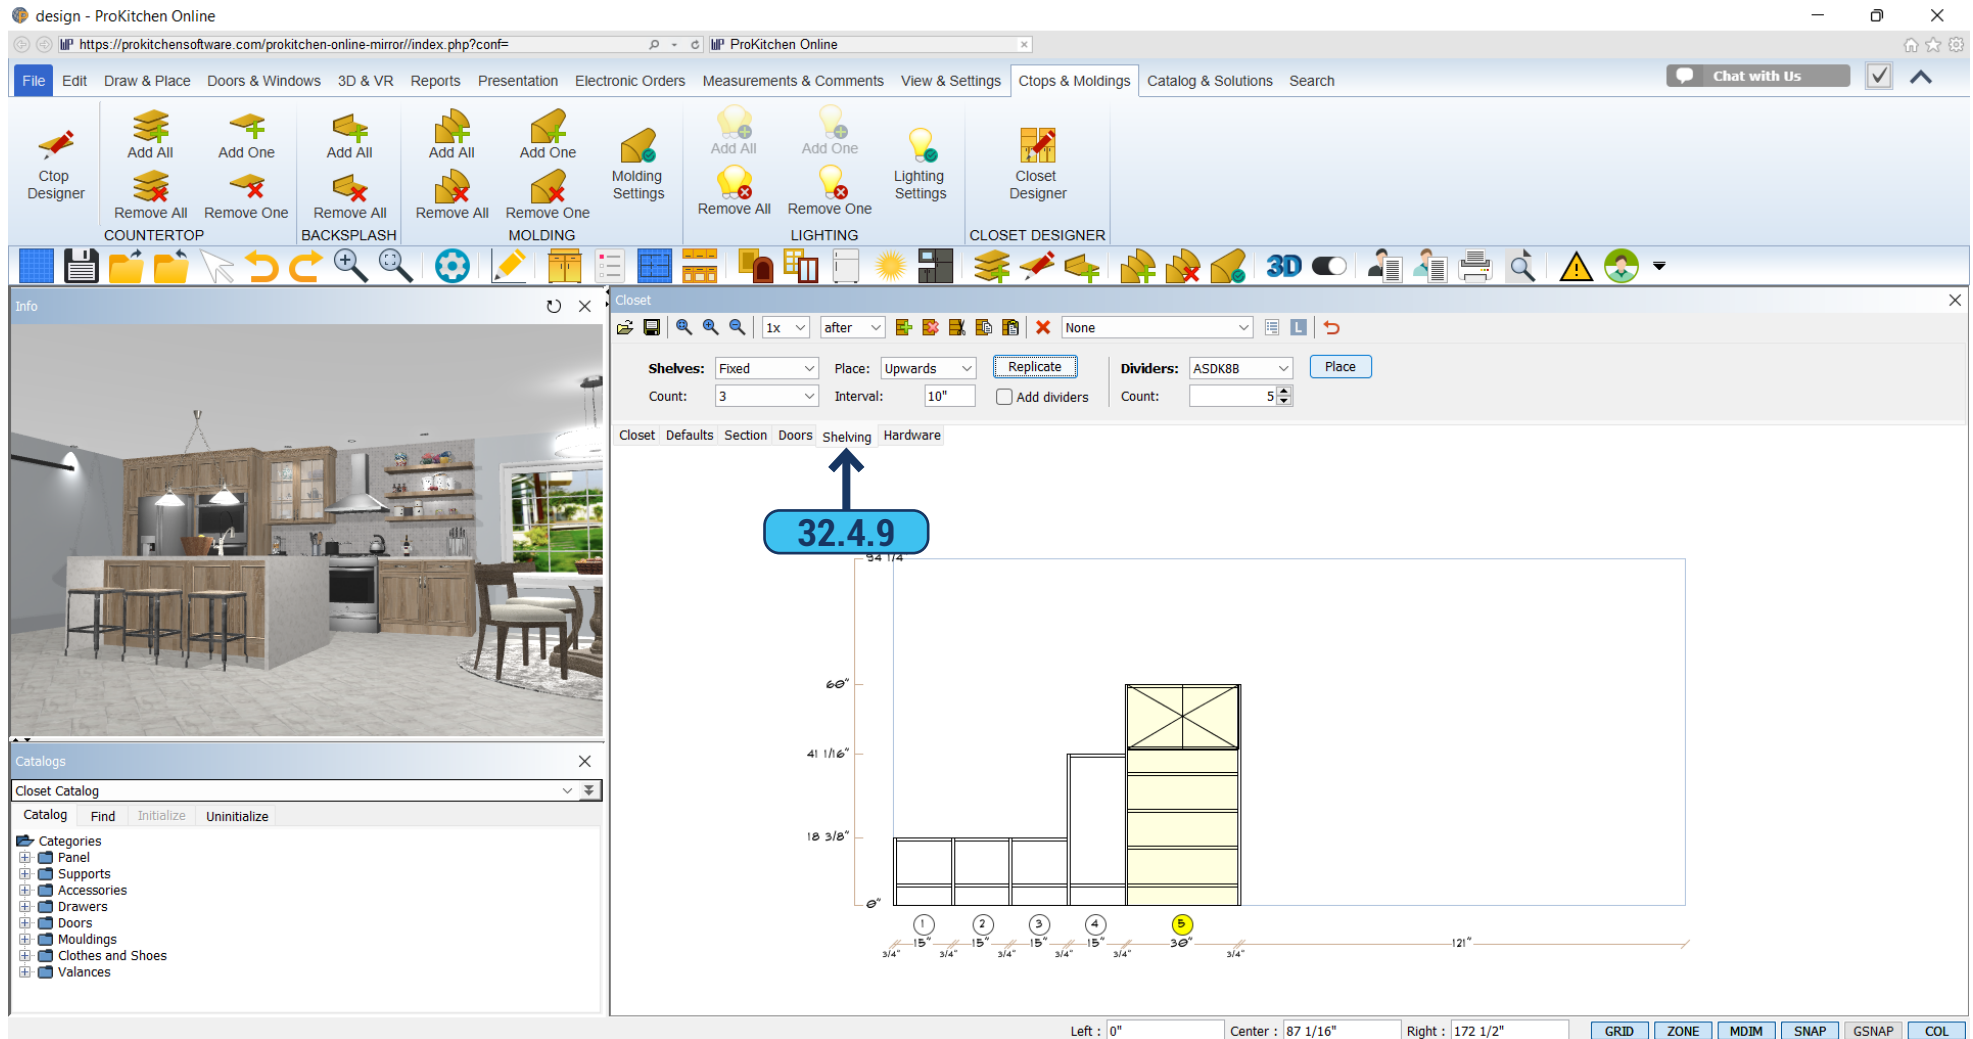 design - ProKitchen Online
https://prokitchensoftware.com/prokitchen-online-mirror//index.php?conf=
ProKitchen Online
File Edit Draw & Place Doors & Windows 3D & VR Reports Presentation Electronic Orders Measurements & Comments View & Settings Ctops & Moldings Catalog & Solutions Search
Chat with Us
Ctop Designer
Add All Add One
Remove All Remove One
COUNTERTOP
Add All
Remove All
BACKSPLASH
Add All Add One
Remove All Remove One
Molding Settings
MOLDING
Add All Add One
Remove All Remove One
Lighting Settings
LIGHTING
Closet Designer
CLOSET DESIGNER
3D
Info
Closet
1x after None L
Shelves: Fixed Place: Upwards Replicate Dividers: ASDK8B Place
Count: 3 Interval: 10" Add dividers Count: 5
Closet Defaults Section Doors Shelving Hardware
32.4.9
94 1/4
60"
41 1/16"
18 3/8"
0"
1 2 3 4 5
15" 15" 15" 15" 30" 121"
3/4" 3/4" 3/4" 3/4" 3/4" 3/4"
Catalogs
Closet Catalog
Catalog Find Initialize Uninitialize
Categories
Panel
Supports
Accessories
Drawers
Doors
Mouldings
Clothes and Shoes
Valances
Left : 0" Center : 87 1/16" Right : 172 1/2" GRID ZONE MDIM SNAP GSNAP COL